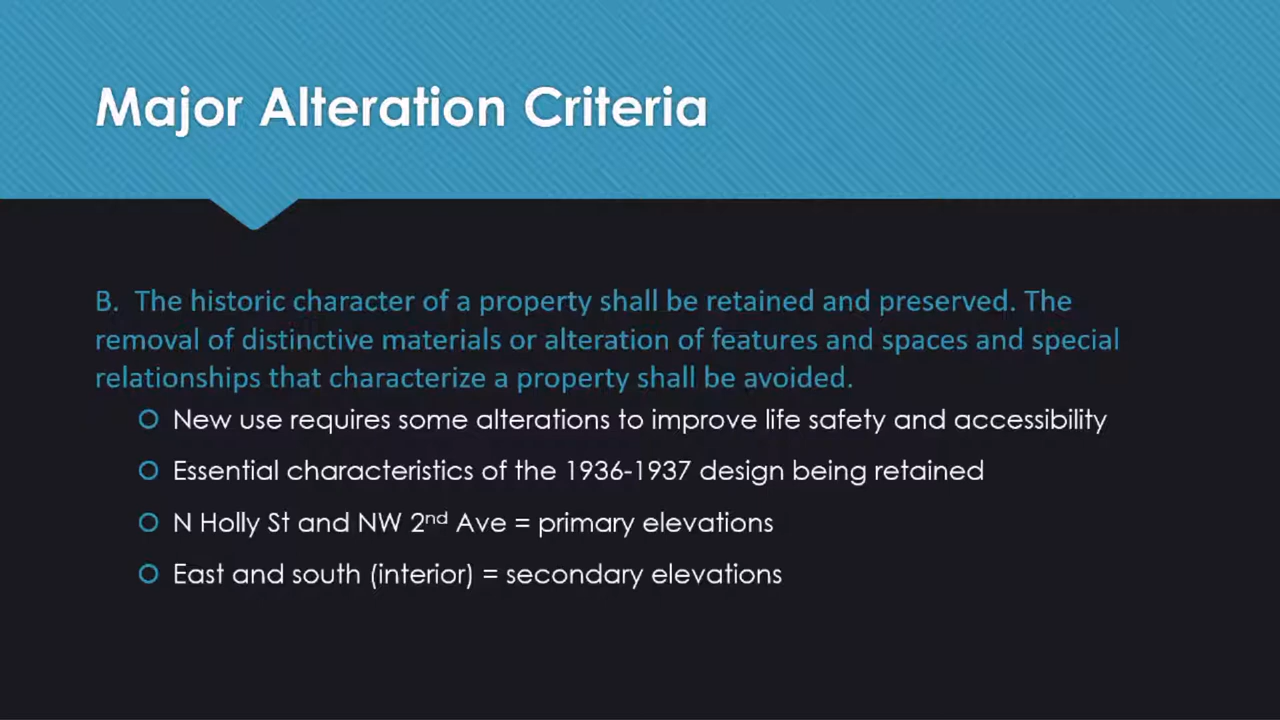 Major Alteration Criteria
B. The historic character of a property shall be retained and preserved. The
removal of distinctive materials or alteration of features and spaces and special
relationships that characterize a property shall be avoided.
New use requires some alterations to improve life safety and accessibility
Essential characteristics of the 1936-1937 design being retained
N Holly St and NW 2nd Ave = primary elevations
East and south (interior) = secondary elevations